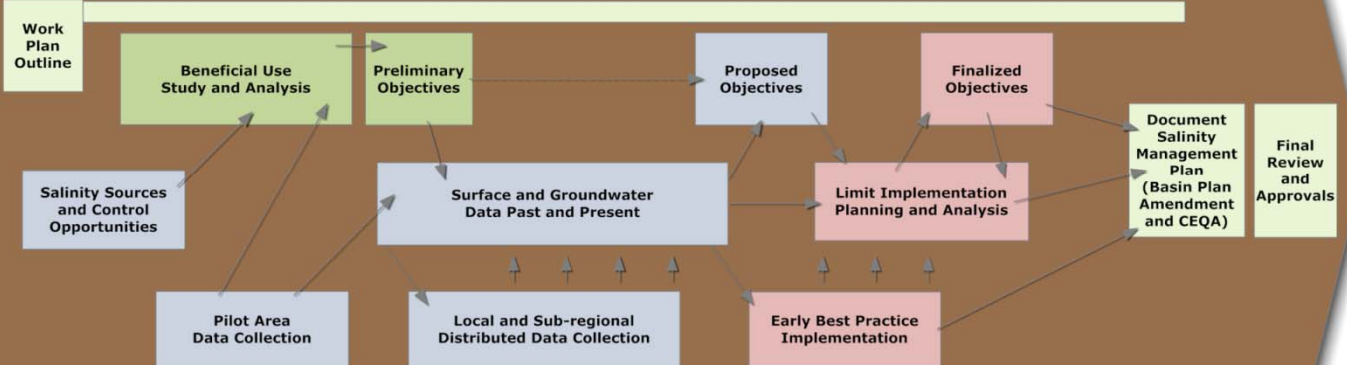 Work
Plan
Outline
Beneficial Use
Study and Analysis
Preliminary
Objectives
Proposed
Objectives
Finalized
Objectives
Document
Salinity
Management
Plan
(Basin Plan
Amendment
and CEQA)
Final
Review
and
Approvals
Salinity Sources
and Control
Opportunities
Surface and Groundwater
Data Past and Present
Limit Implementation
Planning and Analysis
Pilot Area
Data Collection
Local and Sub-regional
Distributed Data Collection
Early Best Practice
Implementation